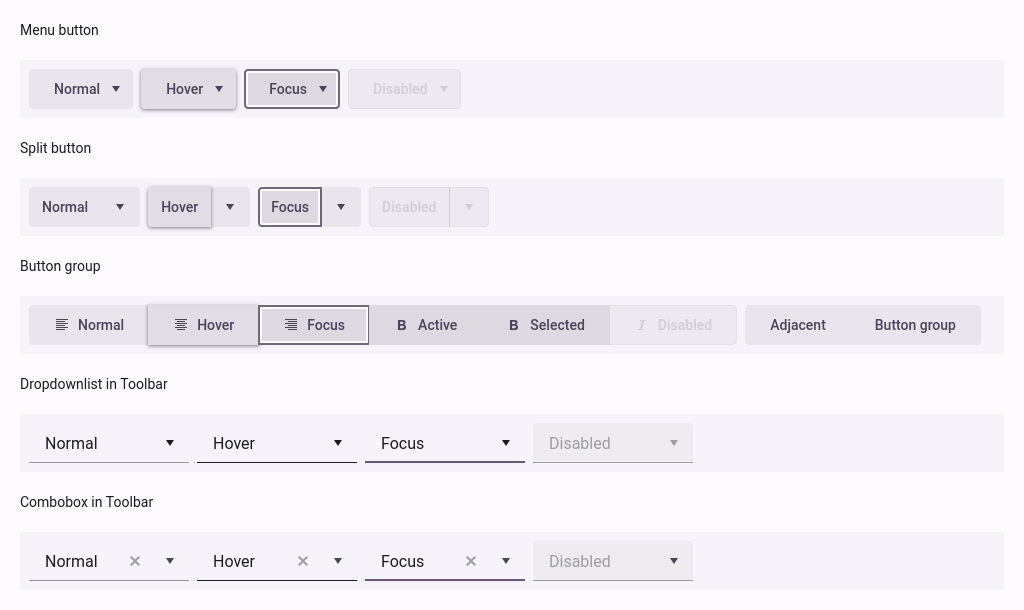 Menu button
Normal Hover Focus Disabled
Split button
Normal Hover Focus Disabled
Button group
Normal Hover Focus B Active B Selected I Disabled Adjacent Button group
Dropdownlist in Toolbar
Normal Hover Focus Disabled
Combobox in Toolbar
Normal Hover Focus Disabled